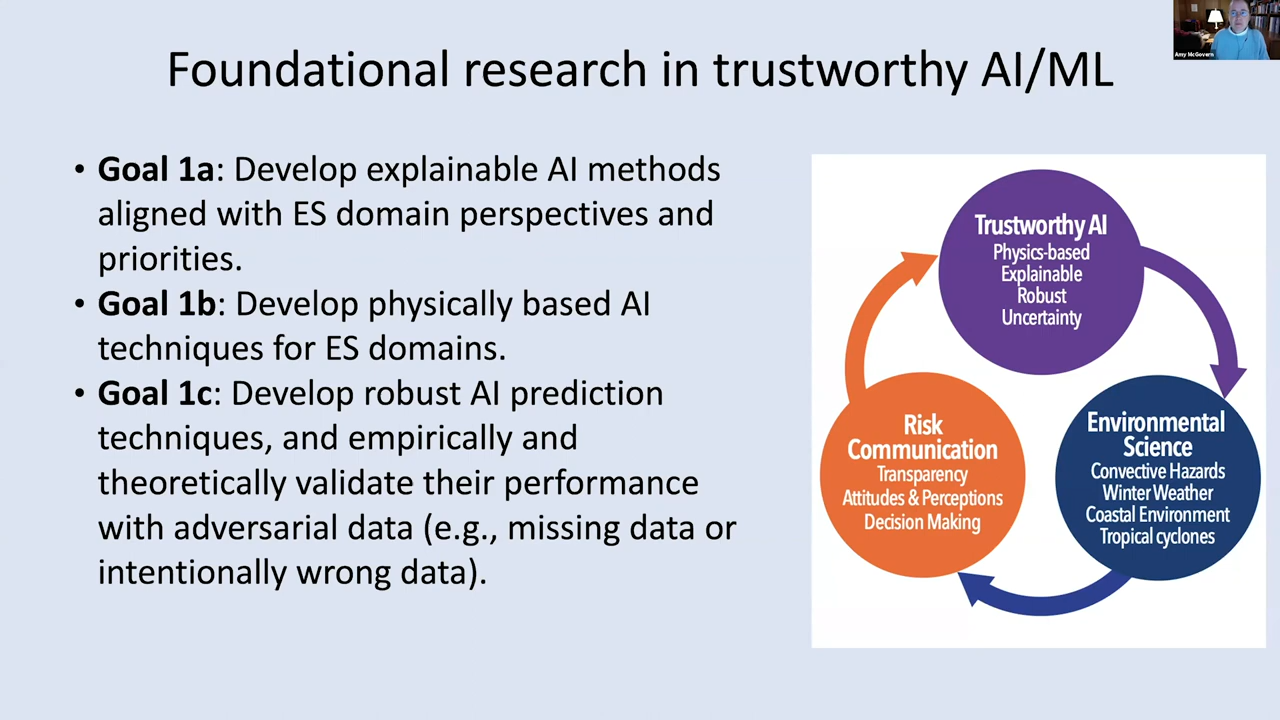 Foundational research in trustworthy AI/ML
Amy McGovern
• Goal 1a: Develop explainable AI methods
aligned with ES domain perspectives and
priorities.
• Goal 1b: Develop physically based AI
techniques for ES domains.
• Goal 1c: Develop robust AI prediction
techniques, and empirically and
theoretically validate their performance
with adversarial data (e.g., missing data or
intentionally wrong data).
Trustworthy AI
Physics-based
Explainable
Robust
Uncertainty
Environmental
Science
Convective Hazards
Winter Weather
Coastal Environment
Tropical cyclones
Risk
Communication
Transparency
Attitudes & Perceptions
Decision Making